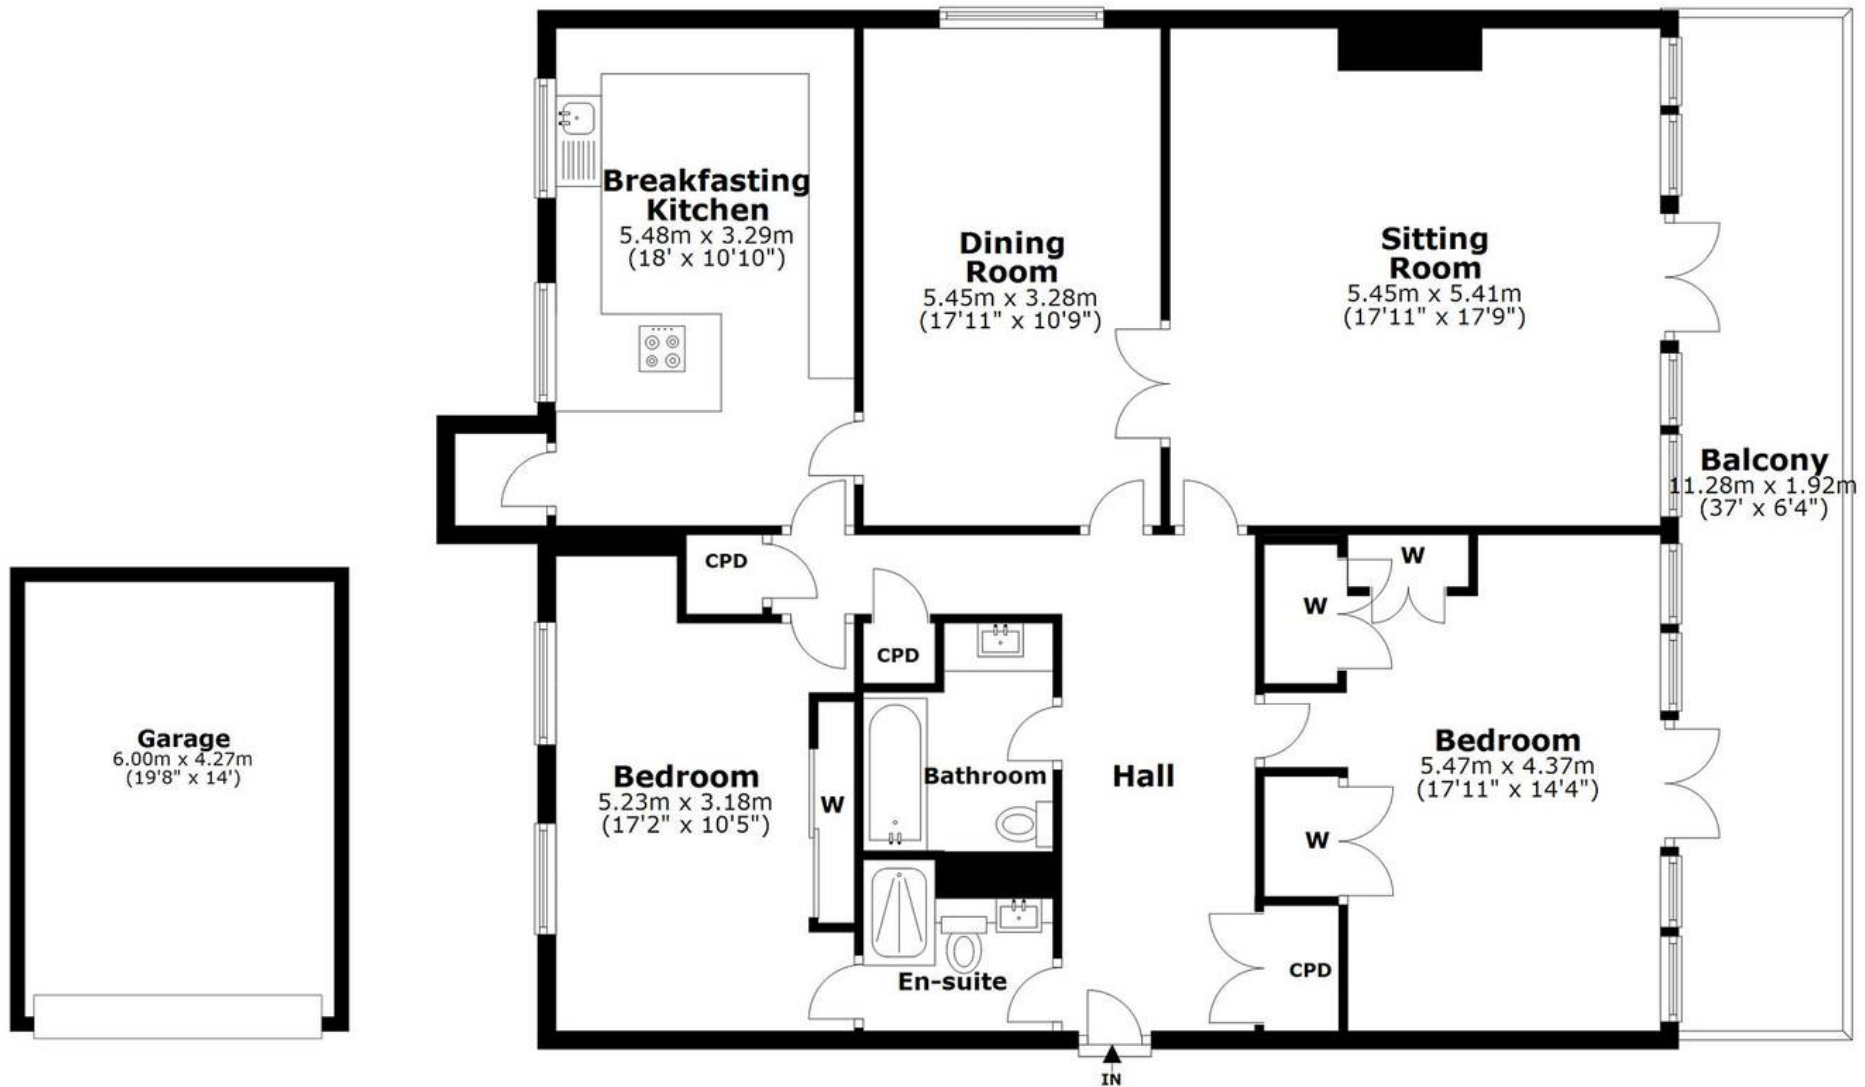 Breakfasting
Kitchen
5.48m x 3.29m
(18' x 10'10")
Dining
Room
5.45m x 3.28m
(17'11" x 10'9")
Sitting
Room
5.45m x 5.41m
(17'11" x 17'9")
Balcony
11.28m x 1.92m
(37' x 6'4")
CPD
W
W
CPD
Garage
6.00m x 4.27m
(19'8" x 14')
Bedroom
5.23m x 3.18m
(17'2" x 10'5")
W
Bathroom
Hall
Bedroom
5.47m x 4.37m
(17'11" x 14'4")
W
En-suite
CPD
IN